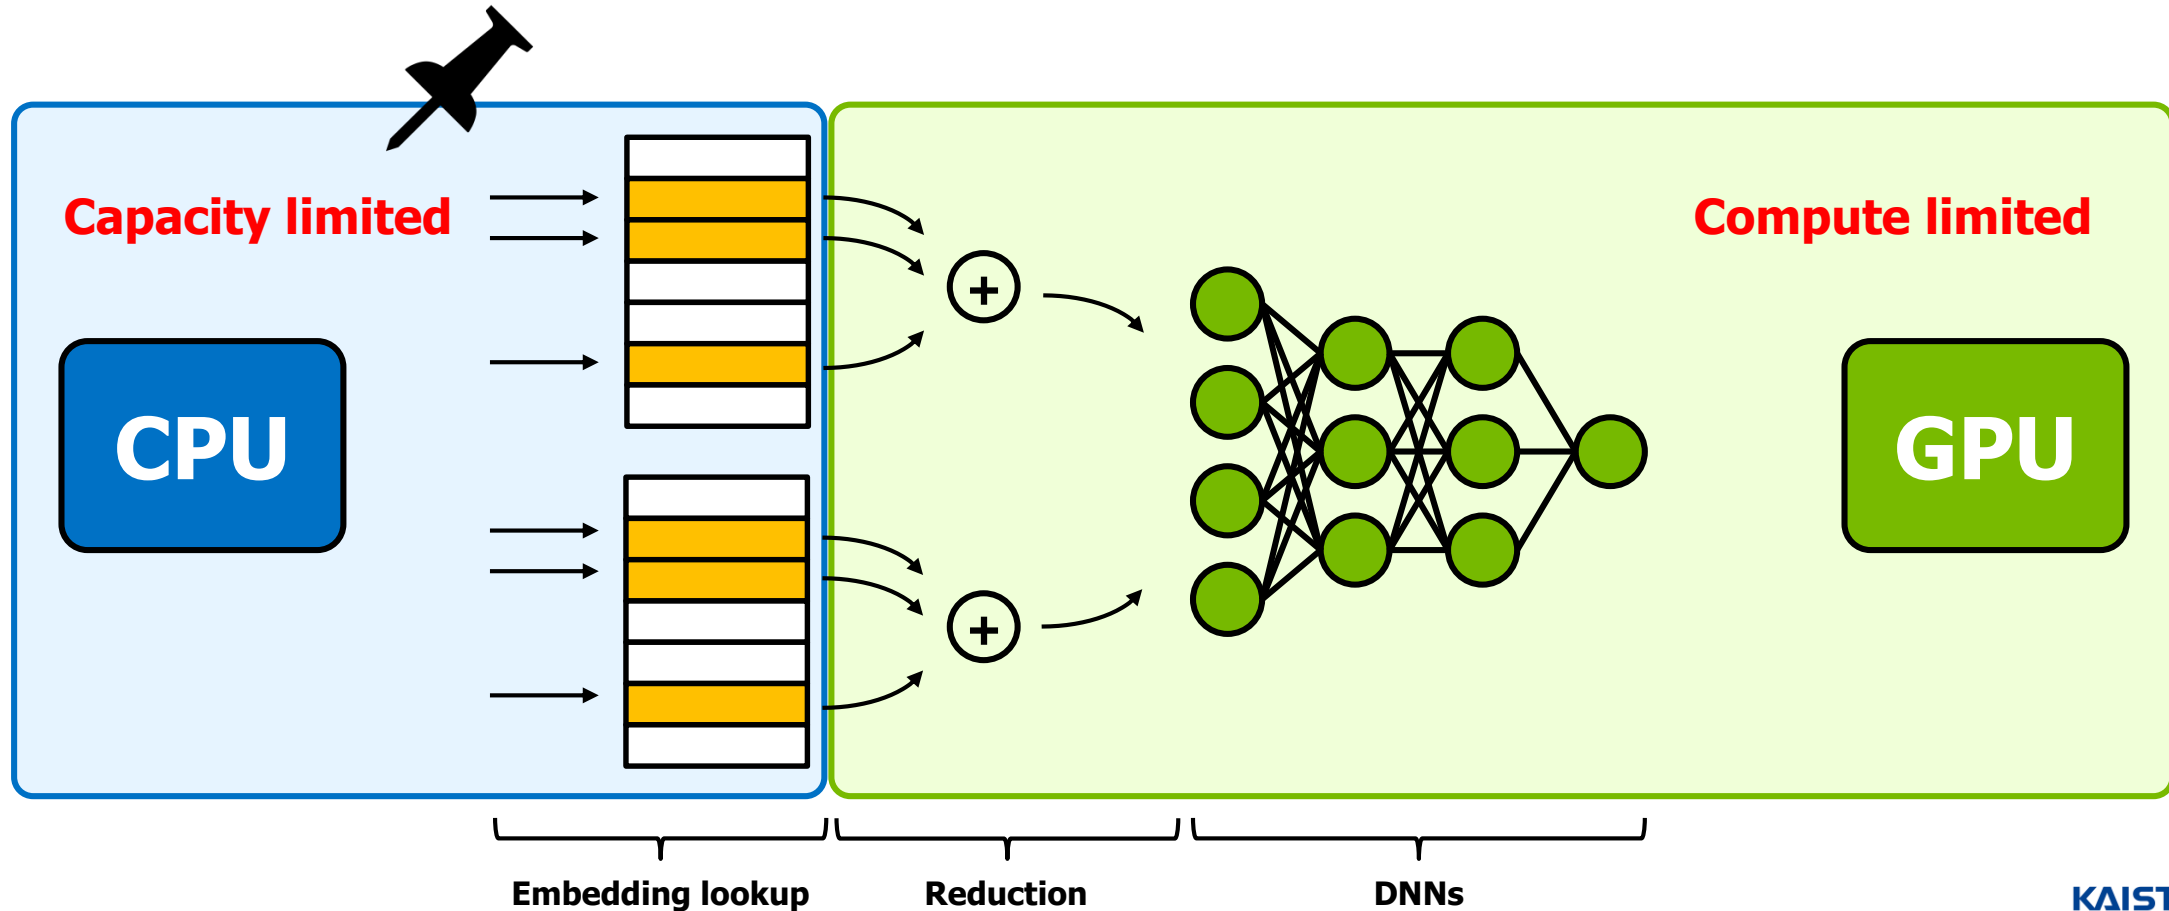 Capacity limited
Compute limited
CPU
+
+
GPU
Embedding lookup
Reduction
DNNs
KAIST